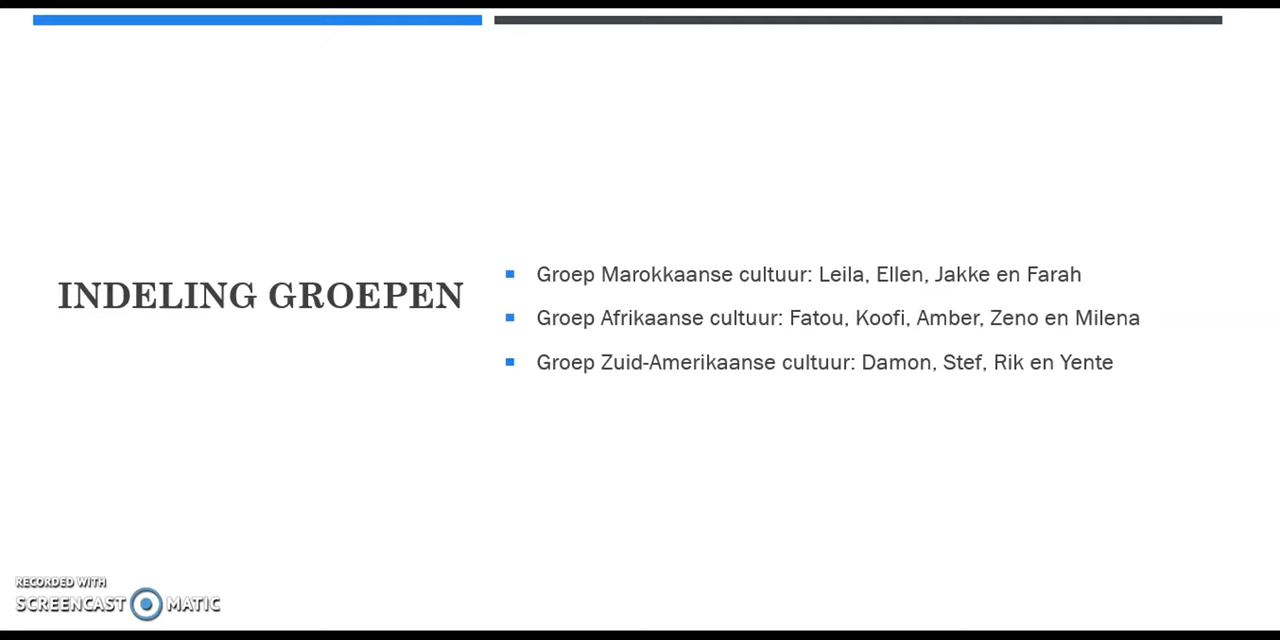 INDELING GROEPEN
Groep Marokkaanse cultuur: Leila, Ellen, Jakke en Farah
Groep Afrikaanse cultuur: Fatou, Koofi, Amber, Zeno en Milena
Groep Zuid-Amerikaanse cultuur: Damon, Stef, Rik en Yente
RECORDED WITH
SCREENCAST MATIC